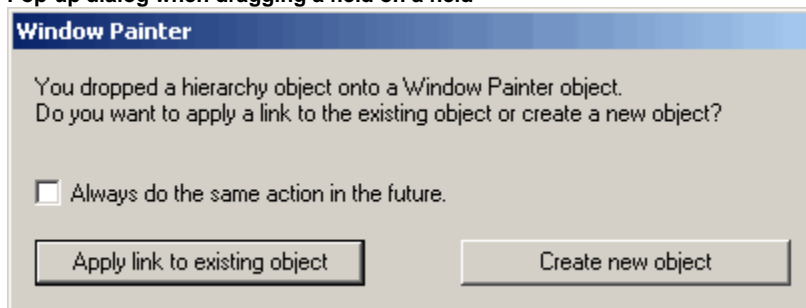 Pop-up dialog when dragging a field on a field
Window Painter
You dropped a hierarchy object onto a Window Painter object.
Do you want to apply a link to the existing object or create a new object?
Always do the same action in the future.
Apply link to existing object
Create new object